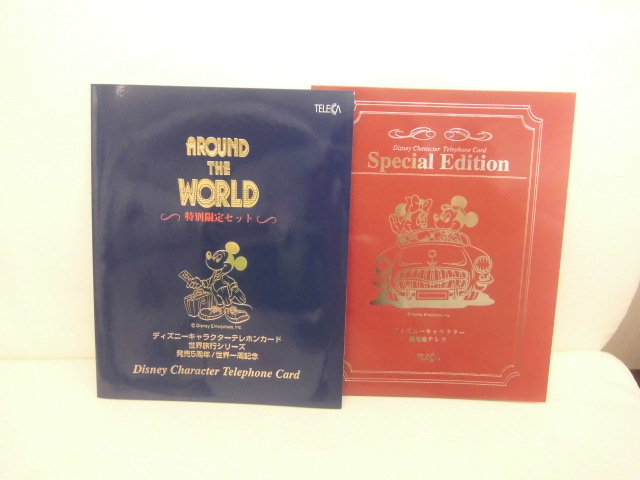 TELECA
AROUND
THE
WORLD
特別限定セット
© Disney Enterprises, Inc.
ディズニーキャラクターテレホンカード
世界旅行シリーズ
発売5周年/世界一周記念
Disney Character Telephone Card
Disney Character Telephone Card
Special Edition
© Disney Enterprises, Inc.
ディズニーキャラクター
テレカ
TELECA